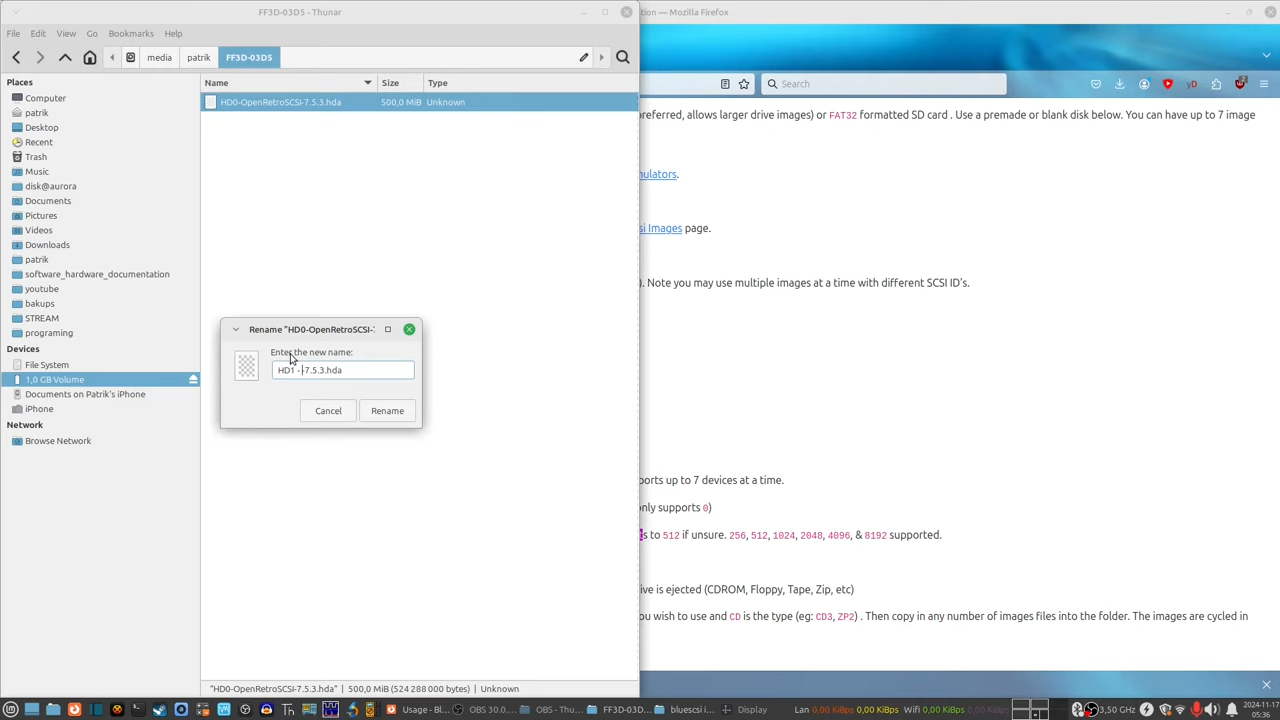 FF3D-03D5 - Thunar
tion — Mozilla Firefox
File Edit View Go Bookmarks Help
media patrik FF3D-03D5
Search
Places
Computer
patrik
Desktop
Recent
Trash
Music
disk@aurora
Documents
Pictures
Videos
Downloads
patrik
software_hardware_documentation
youtube
bakups
STREAM
programing
Devices
File System
1,0 GB Volume
Documents on Patrik's iPhone
iPhone
Network
Browse Network
Name Size Type
HD0-OpenRetroSCSI-7.5.3.hda 500,0 MiB Unknown
Rename "HD0-OpenRetroSCSI-7
Enter the new name:
HD1 - -7.5.3.hda
Cancel Rename
"HD0-OpenRetroSCSI-7.5.3.hda" | 500,0 MiB (524 288 000 bytes) | Unknown
referred, allows larger drive images) or FAT32 formatted SD card . Use a premade or blank disk below. You can have up to 7 image
mulators.
si Images page.
). Note you may use multiple images at a time with different SCSI ID's.
ports up to 7 devices at a time.
only supports 0)
s to 512 if unsure. 256, 512, 1024, 2048, 4096, & 8192 supported.
ive is ejected (CDROM, Floppy, Tape, Zip, etc)
ou wish to use and CD is the type (eg: CD3, ZP2) . Then copy in any number of images files into the folder. The images are cycled in
Usage - Bl... OBS 30.0... OBS - Pr... FF3D-03D... bluescsi i... Display
Lan 0,00 KiBps 0,00 KiBps Wifi 0,00 KiBps 0,00 KiBps
3,50 GHz
2024-11-17
05:36